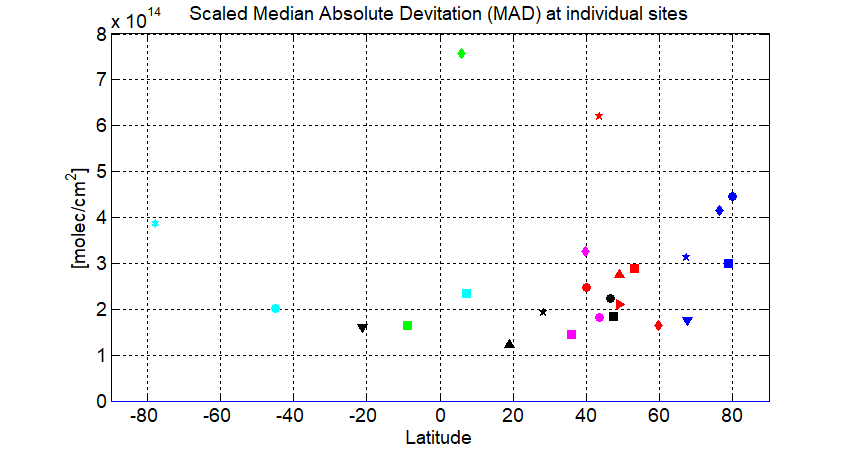 Scaled Median Absolute Devitation (MAD) at individual sites
8 x 10^14
7
6
5
4
3
2
1
0
[molec/cm^2]
-80 -60 -40 -20 0 20 40 60 80
Latitude